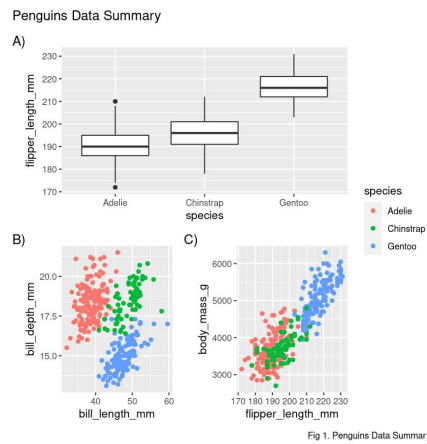 Penguins Data Summary
A)
230
220
210
200
190
180
170
flipper_length_mm
Adelie
Chinstrap
Gentoo
species
species
Adelie
Chinstrap
Gentoo
B)
20.0
17.5
15.0
bill_depth_mm
40
50
60
bill_length_mm
C)
6000
5000
4000
3000
body_mass_g
170 180 190 200 210 220 230
flipper_length_mm
Fig 1. Penguins Data Summar